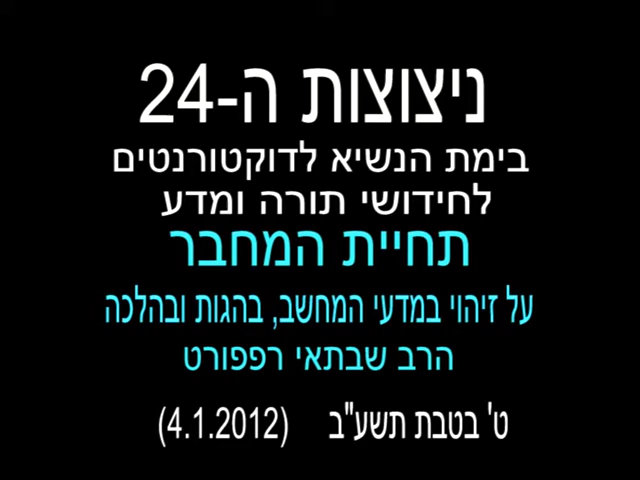 ניצוצות ה-24
בימת הנשיא לדוקטורנטים
לחידושי תורה ומדע
תחיית המחבר
על זיהוי במדעי המחשב, בהגות ובהלכה
הרב שבתאי רפפורט
ט' בטבת תשע"ב (4.1.2012)